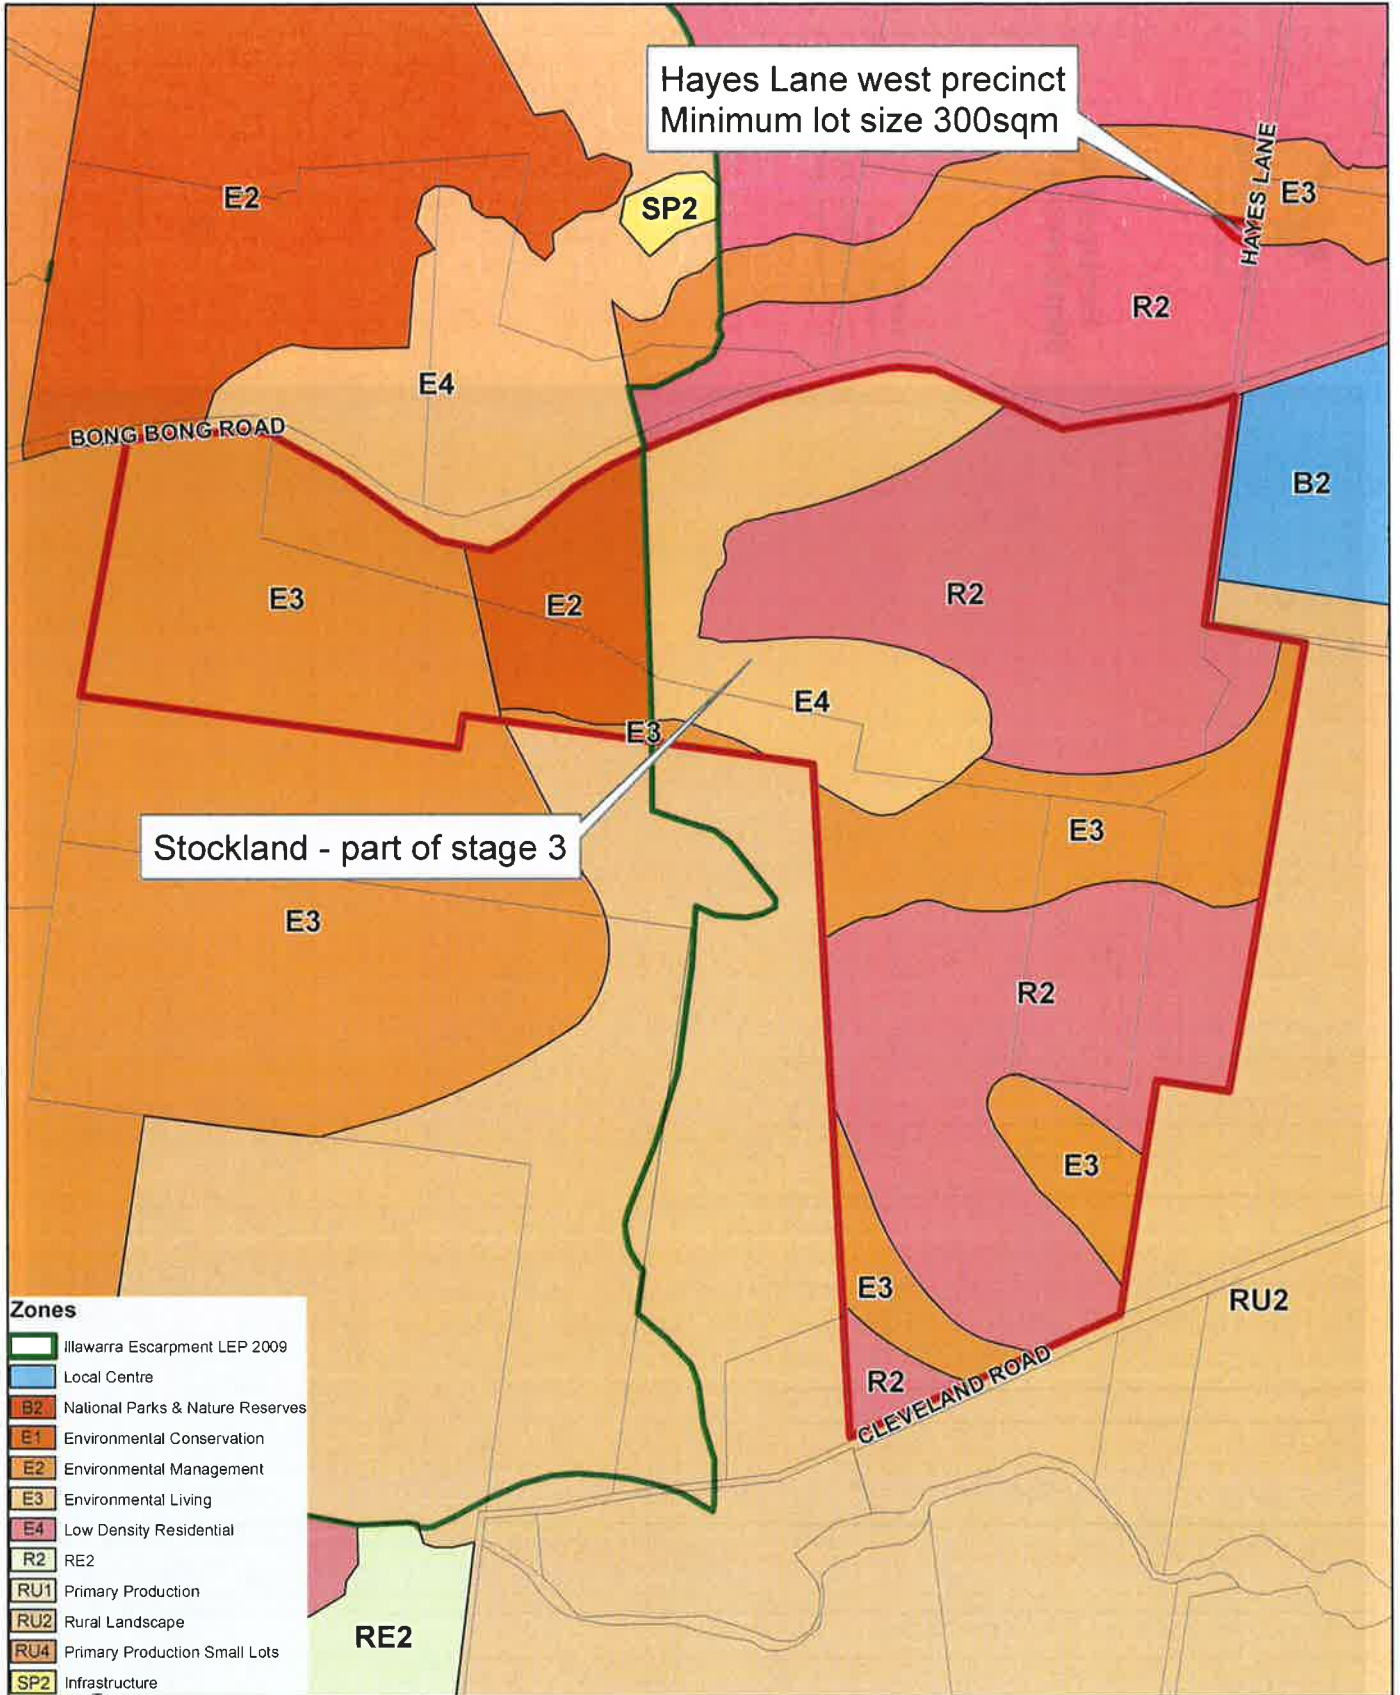 Hayes Lane west precinct
Minimum lot size 300sqm
HAYES LANE
E2
SP2
E3
R2
E4
BONG BONG ROAD
B2
E3
E2
R2
E4
E3
Stockland - part of stage 3
E3
E3
R2
E3
E3
RU2
R2
CLEVELAND ROAD
RE2
Zones
Illawarra Escarpment LEP 2009
Local Centre
B2 National Parks & Nature Reserves
E1 Environmental Conservation
E2 Environmental Management
E3 Environmental Living
E4 Low Density Residential
R2 RE2
RU1 Primary Production
RU2 Rural Landscape
RU4 Primary Production Small Lots
SP2 Infrastructure